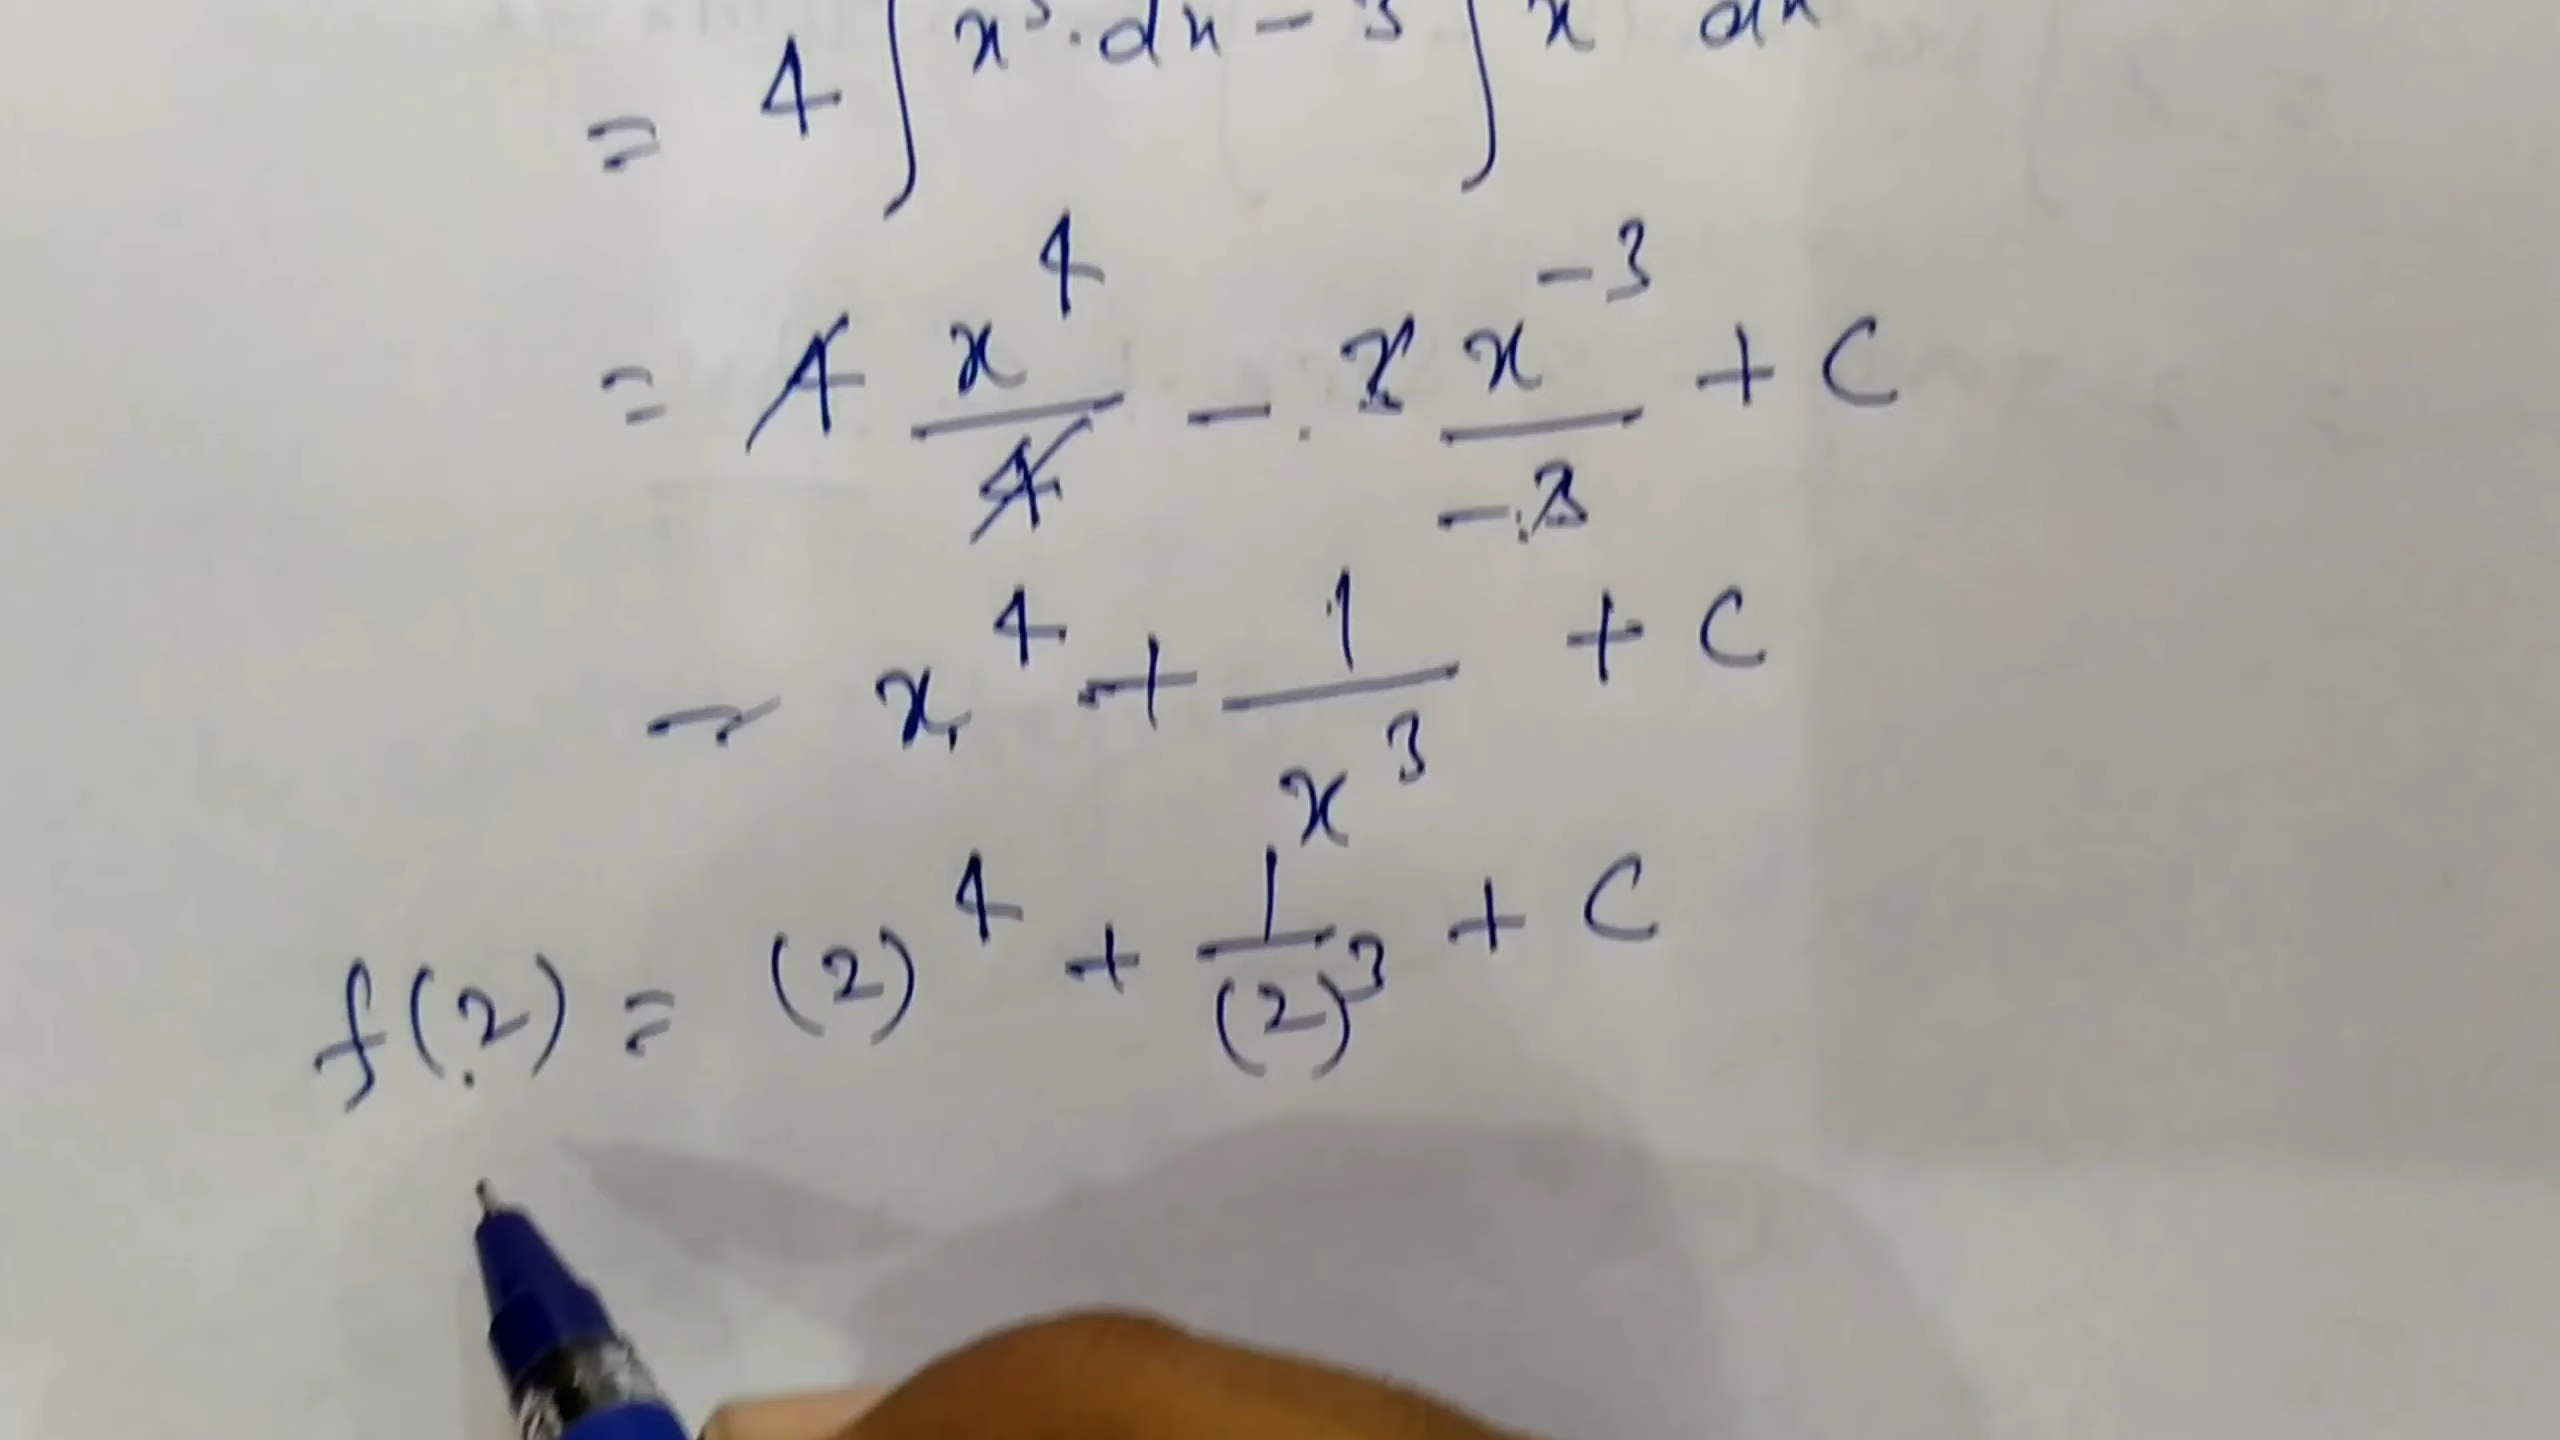 = 4 ∫ x³. dx - 3 ∫ x dx
= 4 x⁴/4 - 3 x⁻³/-3 + C
= x⁴ + 1/x³ + C
f(2) = (2)⁴ + 1/(2)³ + C